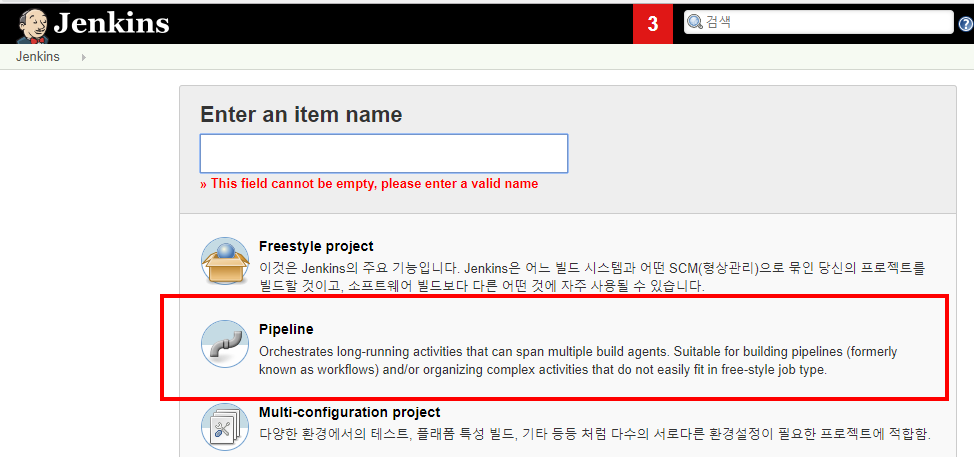 Jenkins
3
검색
?
Jenkins
Enter an item name
» This field cannot be empty, please enter a valid name
Freestyle project
이것은 Jenkins의 주요 기능입니다. Jenkins은 어느 빌드 시스템과 어떤 SCM(형상관리)으로 묶인 당신의 프로젝트를
빌드할 것이고, 소프트웨어 빌드보다 다른 어떤 것에 자주 사용될 수 있습니다.
Pipeline
Orchestrates long-running activities that can span multiple build agents. Suitable for building pipelines (formerly
known as workflows) and/or organizing complex activities that do not easily fit in free-style job type.
Multi-configuration project
다양한 환경에서의 테스트, 플래폼 특성 빌드, 기타 등등 처럼 다수의 서로다른 환경설정이 필요한 프로젝트에 적합함.